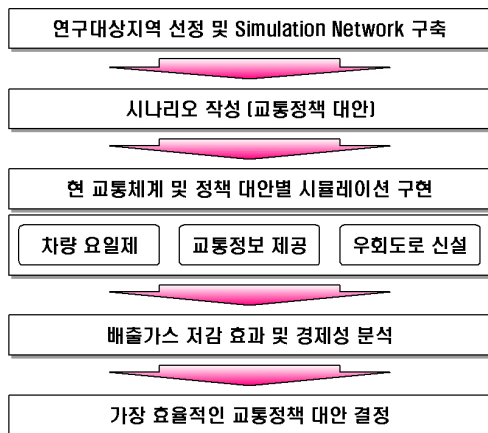 연구대상지역 선정 및 Simulation Network 구축
시나리오 작성 (교통정책 대안)
현 교통체계 및 정책 대안별 시뮬레이션 구현
차량 요일제 교통정보 제공 우회도로 신설
배출가스 저감 효과 및 경제성 분석
가장 효율적인 교통정책 대안 결정